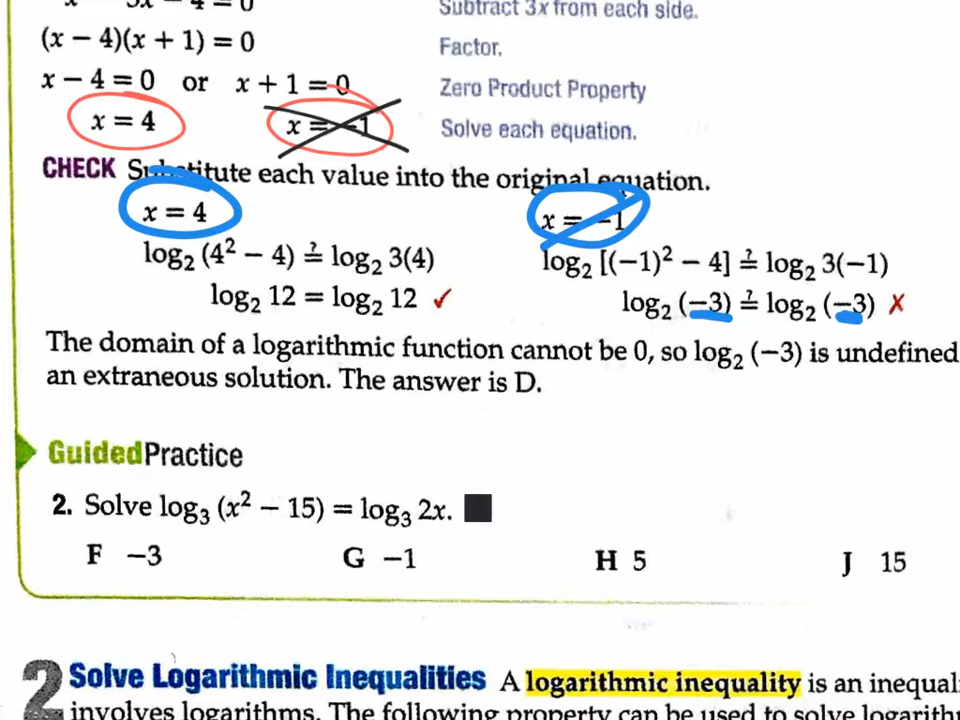 (x − 4)(x + 1) = 0 Factor.
Subtract 3x from each side.
x − 4 = 0 or x + 1 = 0 Zero Product Property
x = 4 x = −1 Solve each equation.
CHECK Substitute each value into the original equation.
x = 4 x = −1
log₂ (4² − 4) ≟ log₂ 3(4) log₂ [(−1)² − 4] ≟ log₂ 3(−1)
log₂ 12 = log₂ 12 ✓ log₂ (−3) ≟ log₂ (−3) ✗
The domain of a logarithmic function cannot be 0, so log₂ (−3) is undefined
an extraneous solution. The answer is D.
GuidedPractice
2. Solve log₃ (x² − 15) = log₃ 2x.
F −3 G −1 H 5 J 15
2 Solve Logarithmic Inequalities A logarithmic inequality is an
involves logarithms. The following property can be used to solve